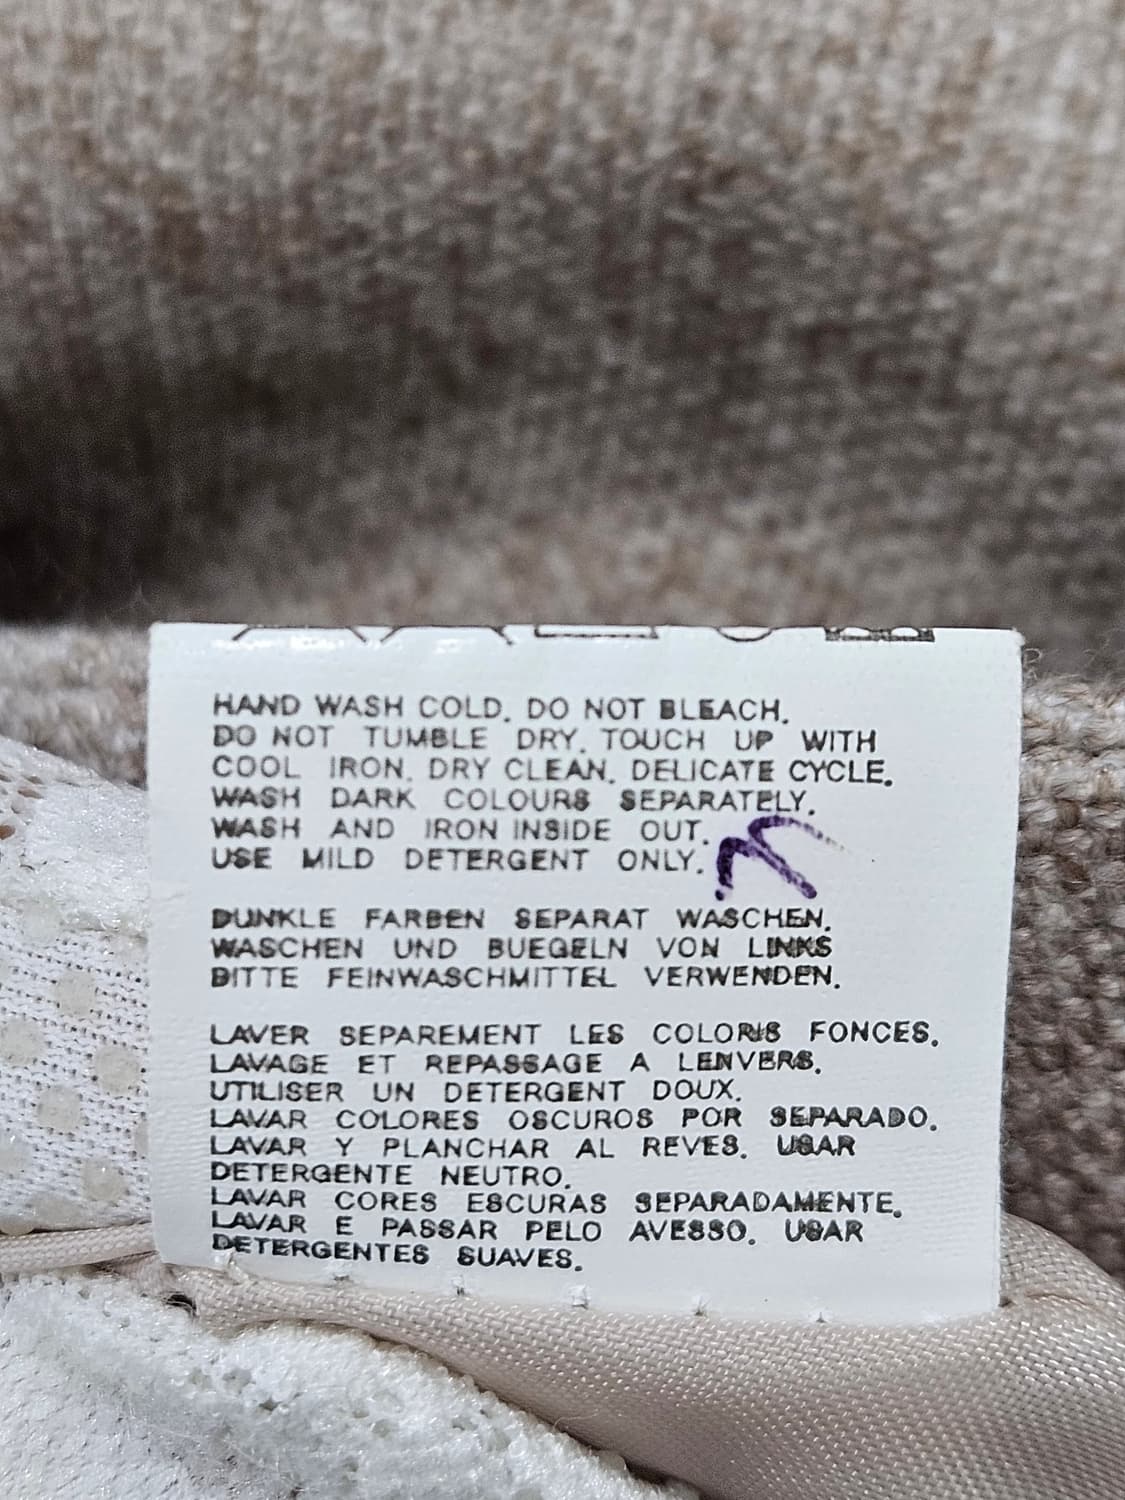 HAND WASH COLD. DO NOT BLEACH.
DO NOT TUMBLE DRY. TOUCH UP WITH
COOL IRON. DRY CLEAN. DELICATE CYCLE.
WASH DARK COLOURS SEPARATELY.
WASH AND IRON INSIDE OUT.
USE MILD DETERGENT ONLY.
DUNKLE FARBEN SEPARAT WASCHEN.
WASCHEN UND BUEGELN VON LINKS
BITTE FEINWASCHMITTEL VERWENDEN.
LAVER SEPAREMENT LES COLORIS FONCES.
LAVAGE ET REPASSAGE A LENVERS.
UTILISER UN DETERGENT DOUX.
LAVAR COLORES OSCUROS POR SEPARADO.
LAVAR Y PLANCHAR AL REVES. USAR
DETERGENTE NEUTRO.
LAVAR CORES ESCURAS SEPARADAMENTE.
LAVAR E PASSAR PELO AVESSO. USAR
DETERGENTES SUAVES.